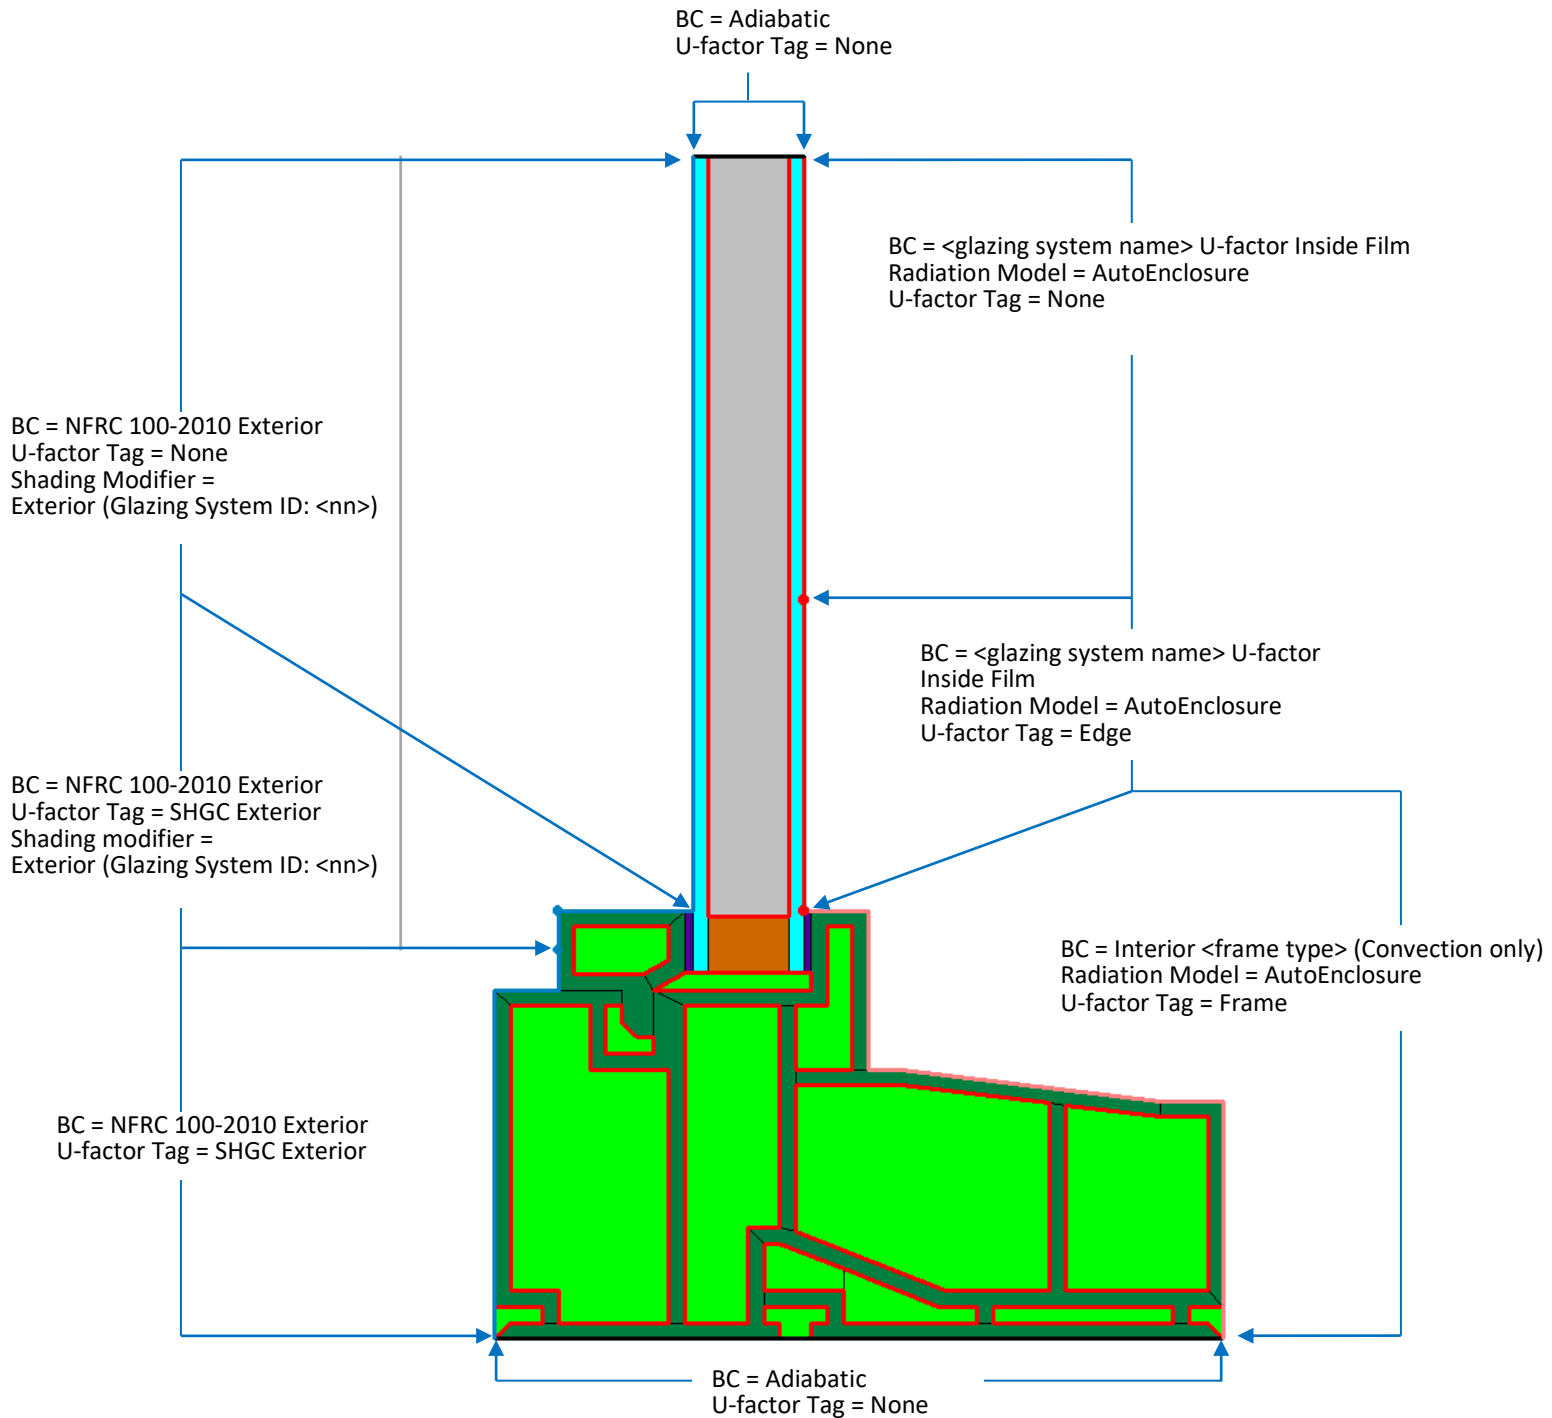 BC = Adiabatic
U-factor Tag = None
BC = <glazing system name> U-factor Inside Film
Radiation Model = AutoEnclosure
U-factor Tag = None
BC = NFRC 100-2010 Exterior
U-factor Tag = None
Shading Modifier =
Exterior (Glazing System ID: <nn>)
BC = <glazing system name> U-factor
Inside Film
Radiation Model = AutoEnclosure
U-factor Tag = Edge
BC = NFRC 100-2010 Exterior
U-factor Tag = SHGC Exterior
Shading modifier =
Exterior (Glazing System ID: <nn>)
BC = Interior <frame type> (Convection only)
Radiation Model = AutoEnclosure
U-factor Tag = Frame
BC = NFRC 100-2010 Exterior
U-factor Tag = SHGC Exterior
BC = Adiabatic
U-factor Tag = None